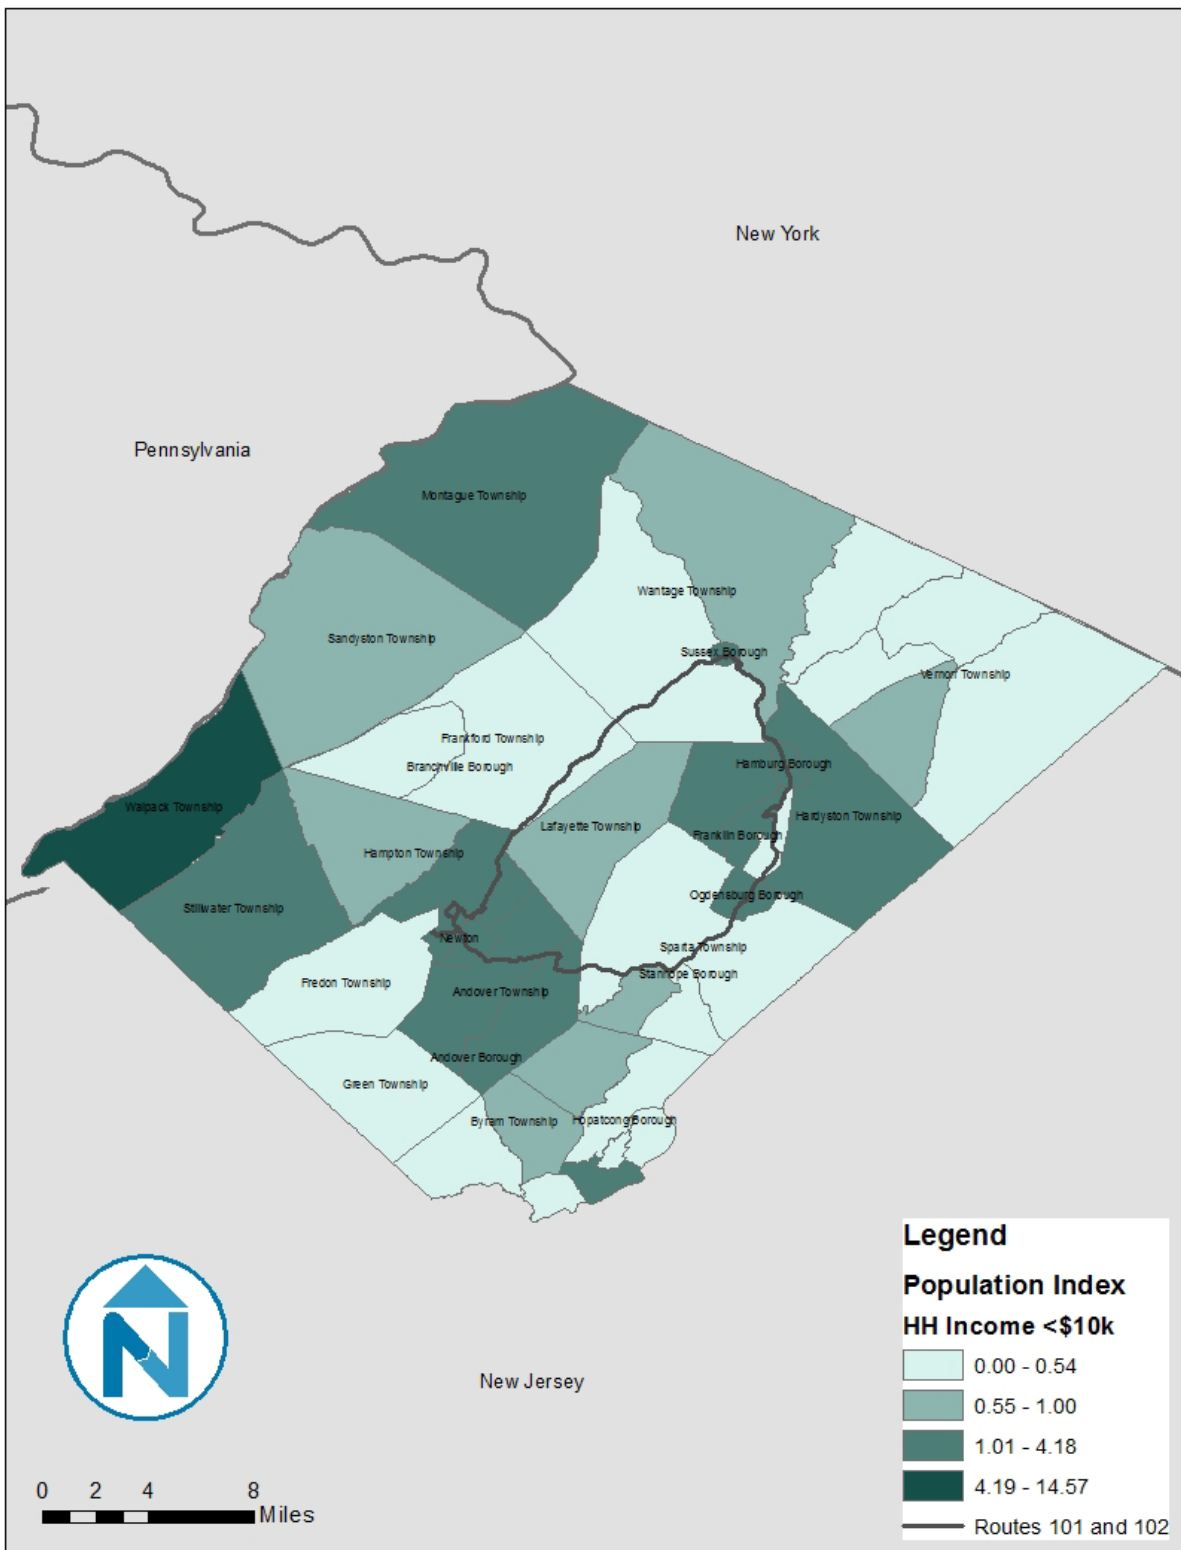 New York
Pennsylvania
Montague Township
Wantage Township
Sandyston Township
Sussex Borough
Vernon Township
Frankford Township
Branchville Borough
Hamburg Borough
Walpack Township
Hardyston Township
Lafayette Township
Franklin Borough
Hampton Township
Ogdensburg Borough
Stillwater Township
Newton
Sparta Township
Stanhope Borough
Fredon Township
Andover Township
Andover Borough
Green Township
Byram Township
Hopatcong Borough
Legend
Population Index
HH Income <$10k
0.00 - 0.54
0.55 - 1.00
1.01 - 4.18
4.19 - 14.57
Routes 101 and 102
N
New Jersey
0 2 4 8
Miles